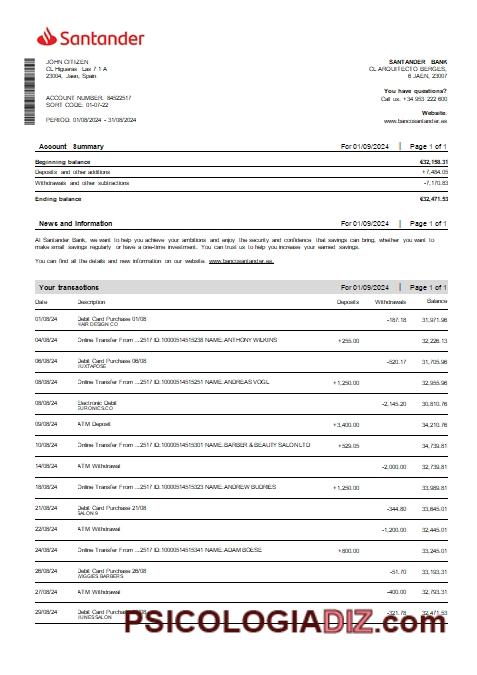 Santander
JOHN CITIZEN
CL Higueras Las 7 1 A
23004, Jaen, Spain
SANTANDER BANK
CL ARQUITECTO BERGES,
6 JAEN, 23007
You have questions?
Call us. +34 953 222 600
ACCOUNT NUMBER. 84522517
SORT CODE: 01-07-22
Website.
www.bancosantander.es
PERIOD. 01/08/2024 - 31/08/2024
Account Summary For 01/09/2024 | Page 1 of 1
Beginning balance €32,158.31
Deposits and other additions +7,484.05
Withdrawals and other subtractions -7,170.83
Ending balance €32,471.53
News and Information For 01/09/2024 | Page 1 of 1
At Santander Bank, we want to help you achieve your ambitions and enjoy the security and confidence that savings can bring, whether you want to
make small savings regularly or have a one-time investment. You can trust us to help you increase your earned savings.
You can find all the details and new information on our website. www.bancosantander.es.
Your transactions For 01/09/2024 | Page 1 of 1
Date Description Deposits Withdrawals Balance
01/08/24 Debit Card Purchase 01/08 -187.18 31,971.96
HAIR DESIGN CO
04/08/24 Online Transfer From ...2517 ID:10000514515238 NAME:ANTHONY WILKINS +255.00 32,226.13
06/08/24 Debit Card Purchase 06/08 -520.17 31,705.96
JUXTAPOSE
08/08/24 Online Transfer From ...2517 ID:10000514515251 NAME:ANDREAS VOGL +1,250.00 32,955.96
08/08/24 Electronic Debit -2,145.20 30,810.76
EURONICS.CO
09/08/24 ATM Deposit +3,400.00 34,210.76
10/08/24 Online Transfer From ...2517 ID:10000514515301 NAME: BARBER & BEAUTY SALON LTD +529.05 34,739.81
14/08/24 ATM Withdrawal -2,000.00 32,739.81
18/08/24 Online Transfer From ...2517 ID:10000514515323 NAME:ANDREW BUDRIES +1,250.00 33,989.81
21/08/24 Debit Card Purchase 21/08 -344.80 33,645.01
SALON 9
22/08/24 ATM Withdrawal -1,200.00 32,445.01
24/08/24 Online Transfer From ...2517 ID:10000514514541 NAME:ADAM BOESE +800.00 33,245.01
26/08/24 Debit Card Purchase 26/08 -51.70 33,193.31
WIGGIES BARBERS
27/08/24 ATM Withdrawal -400.00 32,793.31
29/08/24 Debit Card Purchase -321.78 32,471.53
JUNES SALON
PSICOLOGIADIZ.com